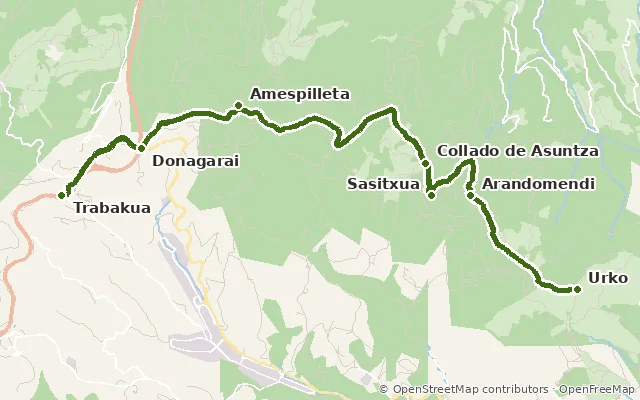 Amespilleta
Collado de Asuntza
Donagarai
Sasitxua
Arandomendi
Trabakua
Urko
© OpenStreetMap contributors, © OpenFreeMap